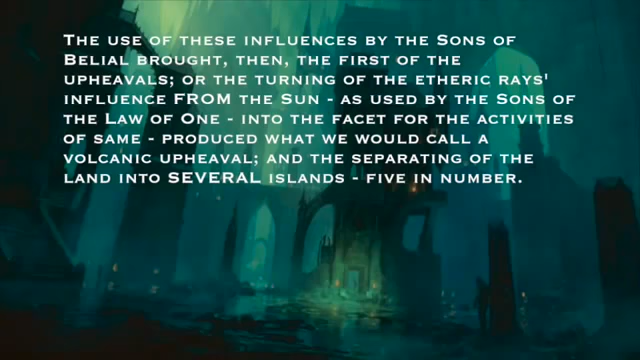 The use of these influences by the Sons of
Belial brought, then, the first of the
upheavals; or the turning of the etheric rays'
influence FROM the Sun - as used by the Sons of
the Law of One - into the facet for the activities
of same - produced what we would call a
volcanic upheaval; and the separating of the
land into SEVERAL islands - five in number.